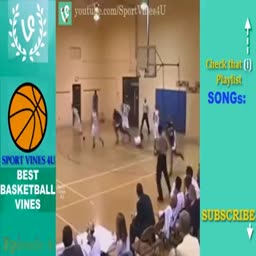 youtube.com/SportVines4U
V
SPORT VINES 4U
BEST
BASKETBALL
VINES
Check that (i)
Playlist
SONGs:
SUBSCRIBE